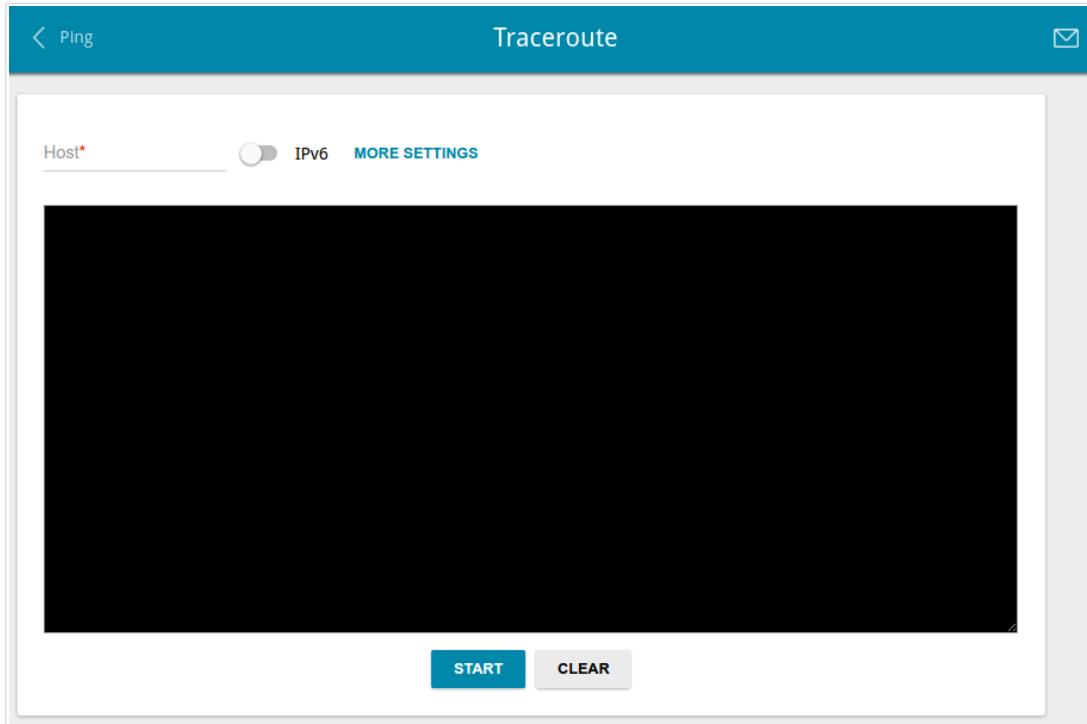 Ping
Traceroute
Host*
IPv6
MORE SETTINGS
START
CLEAR